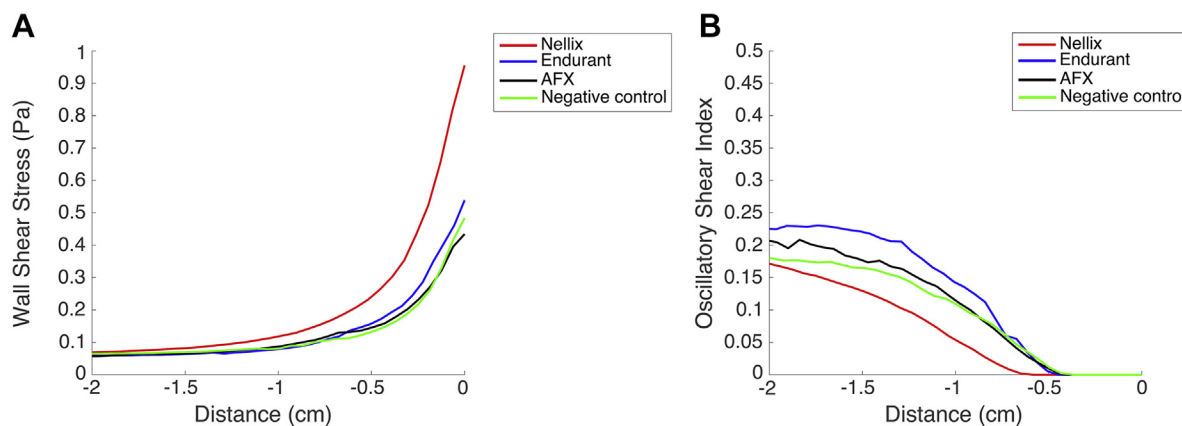 A
Wall Shear Stress (Pa)
1
0.9
0.8
0.7
0.6
0.5
0.4
0.3
0.2
0.1
0
-2
-1.5
-1
-0.5
0
Distance (cm)
Nellix
Endurant
AFX
Negative control
B
Oscillatory Shear Index
0.5
0.45
0.4
0.35
0.3
0.25
0.2
0.15
0.1
0.05
0
-2
-1.5
-1
-0.5
0
Distance (cm)
Nellix
Endurant
AFX
Negative control